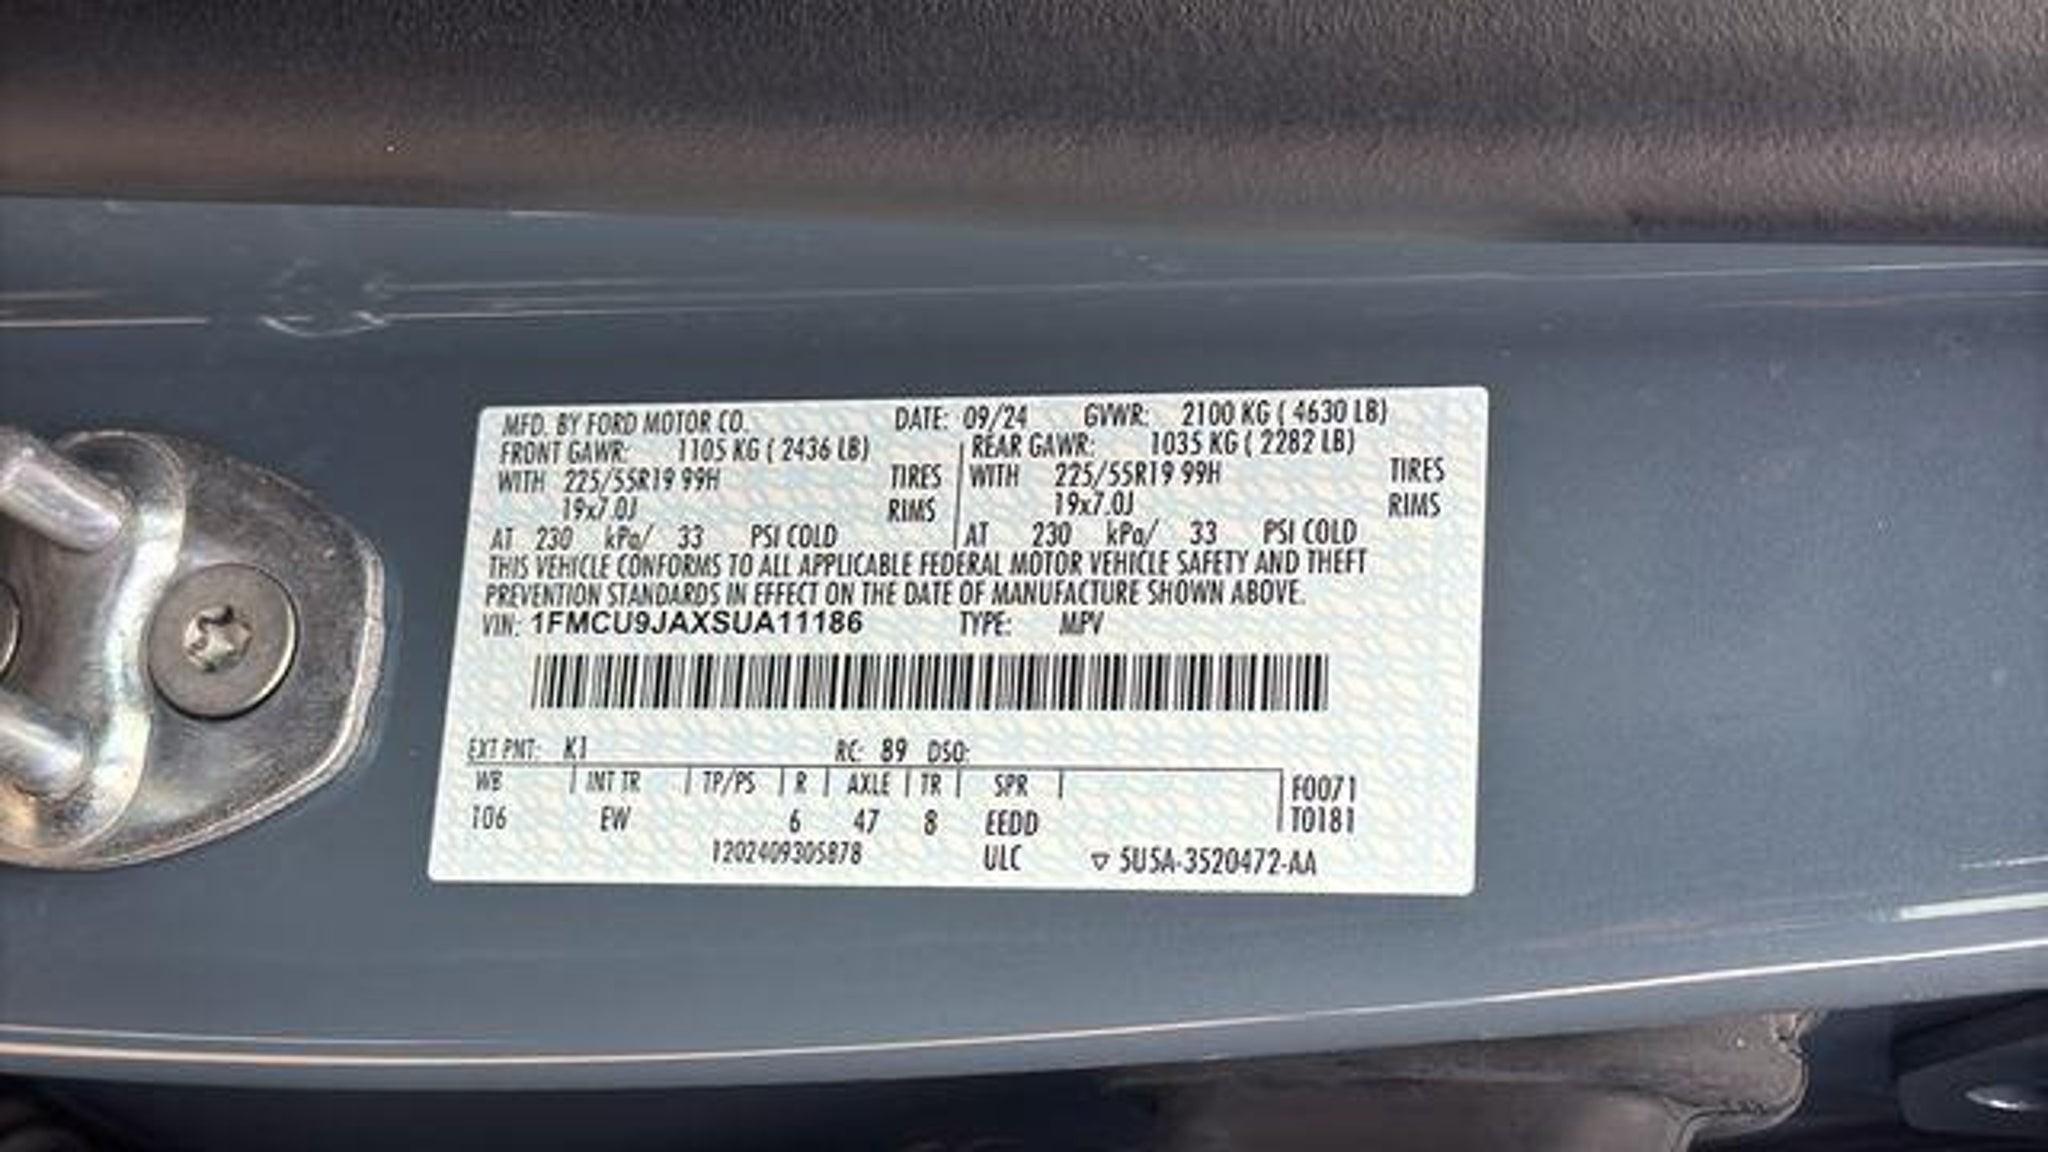 MFD. BY FORD MOTOR CO. DATE: 09/24 GVWR: 2100 KG ( 4630 LB)
FRONT GAWR: 1105 KG ( 2436 LB) REAR GAWR: 1035 KG ( 2282 LB)
WITH 225/55R19 99H TIRES WITH 225/55R19 99H TIRES
19x7.0J RIMS 19x7.0J RIMS
AT 230 kPa/ 33 PSI COLD AT 230 kPa/ 33 PSI COLD
THIS VEHICLE CONFORMS TO ALL APPLICABLE FEDERAL MOTOR VEHICLE SAFETY AND THEFT
PREVENTION STANDARDS IN EFFECT ON THE DATE OF MANUFACTURE SHOWN ABOVE.
VIN: 1FMCU9JAXSUA11186 TYPE: MPV
EXT PNT: K1 RC: 89 DSO:
WB INT TR TP/PS R AXLE TR SPR F0071
106 EW 6 47 8 EEDD T0181
1202409305878 ULC ▽ 5U5A-3520472-AA